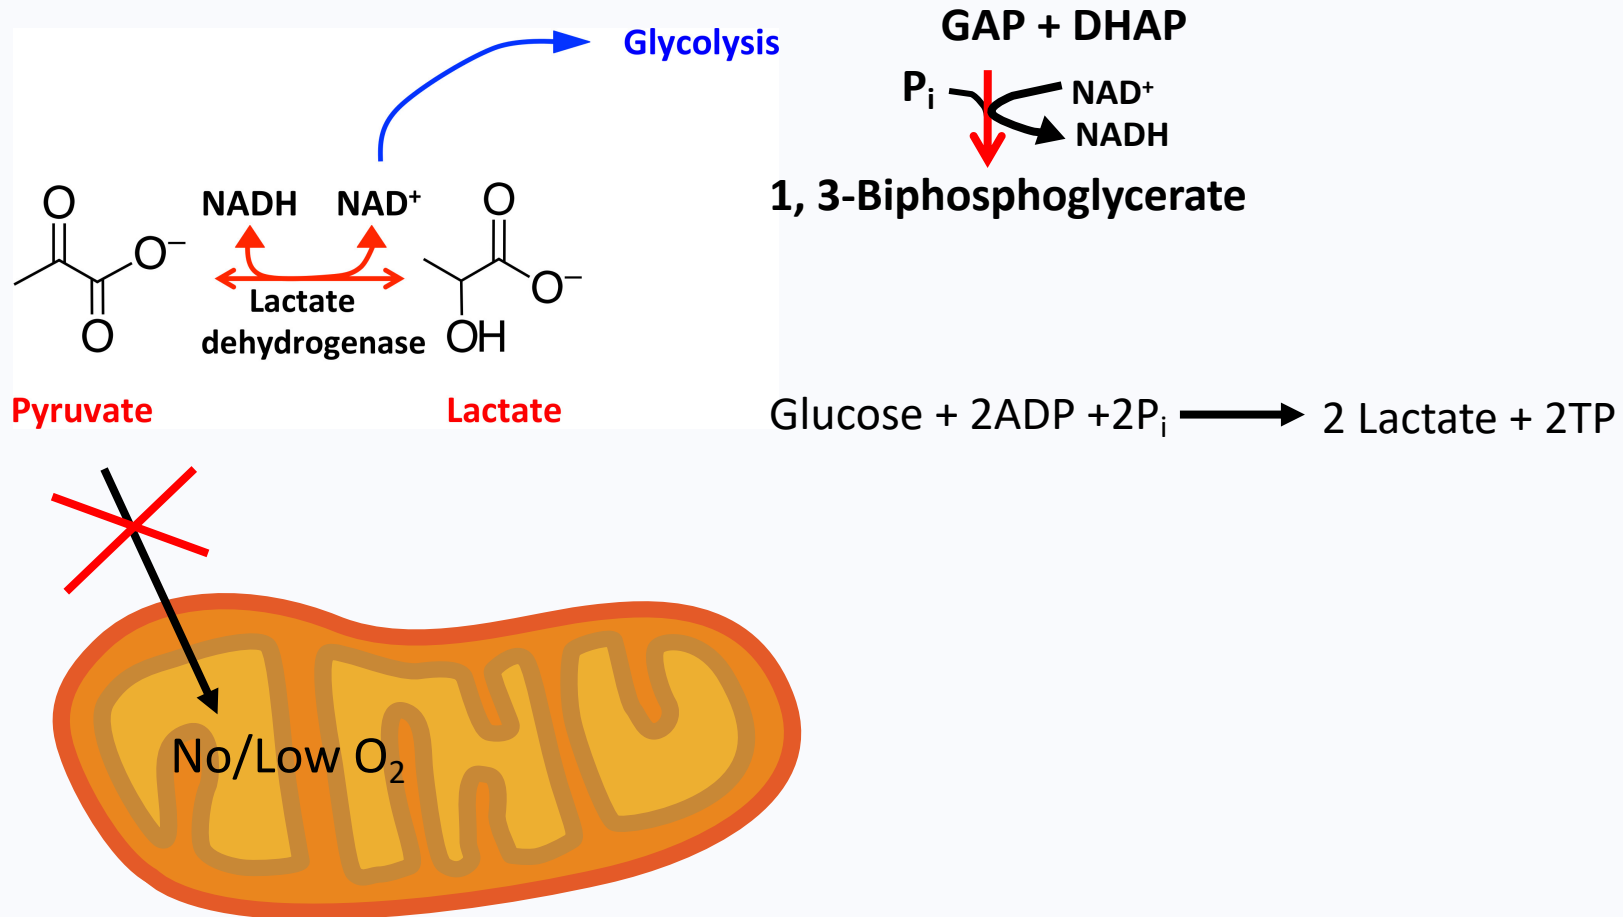 GAP + DHAP
Glycolysis
Pi
NAD+
NADH
1, 3-Biphosphoglycerate
NADH NAD+
O
O−
O
O
O−
OH
Lactate
dehydrogenase
Pyruvate
Lactate
Glucose + 2ADP +2Pi 2 Lactate + 2TP
No/Low O2